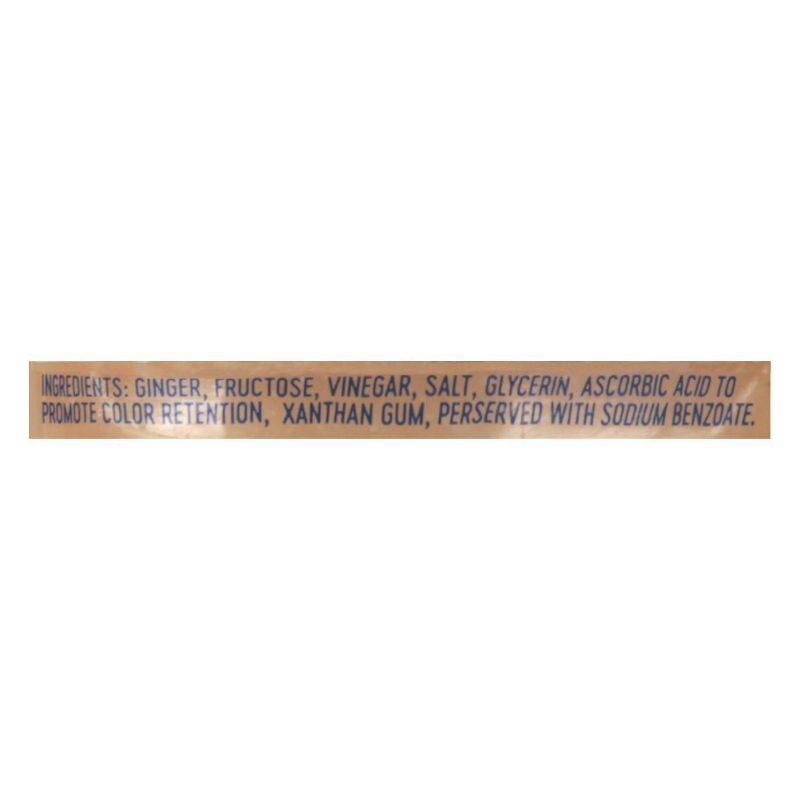 INGREDIENTS: GINGER, FRUCTOSE, VINEGAR, SALT, GLYCERIN, ASCORBIC ACID TO
PROMOTE COLOR RETENTION, XANTHAN GUM, PERSERVED WITH SODIUM BENZOATE.